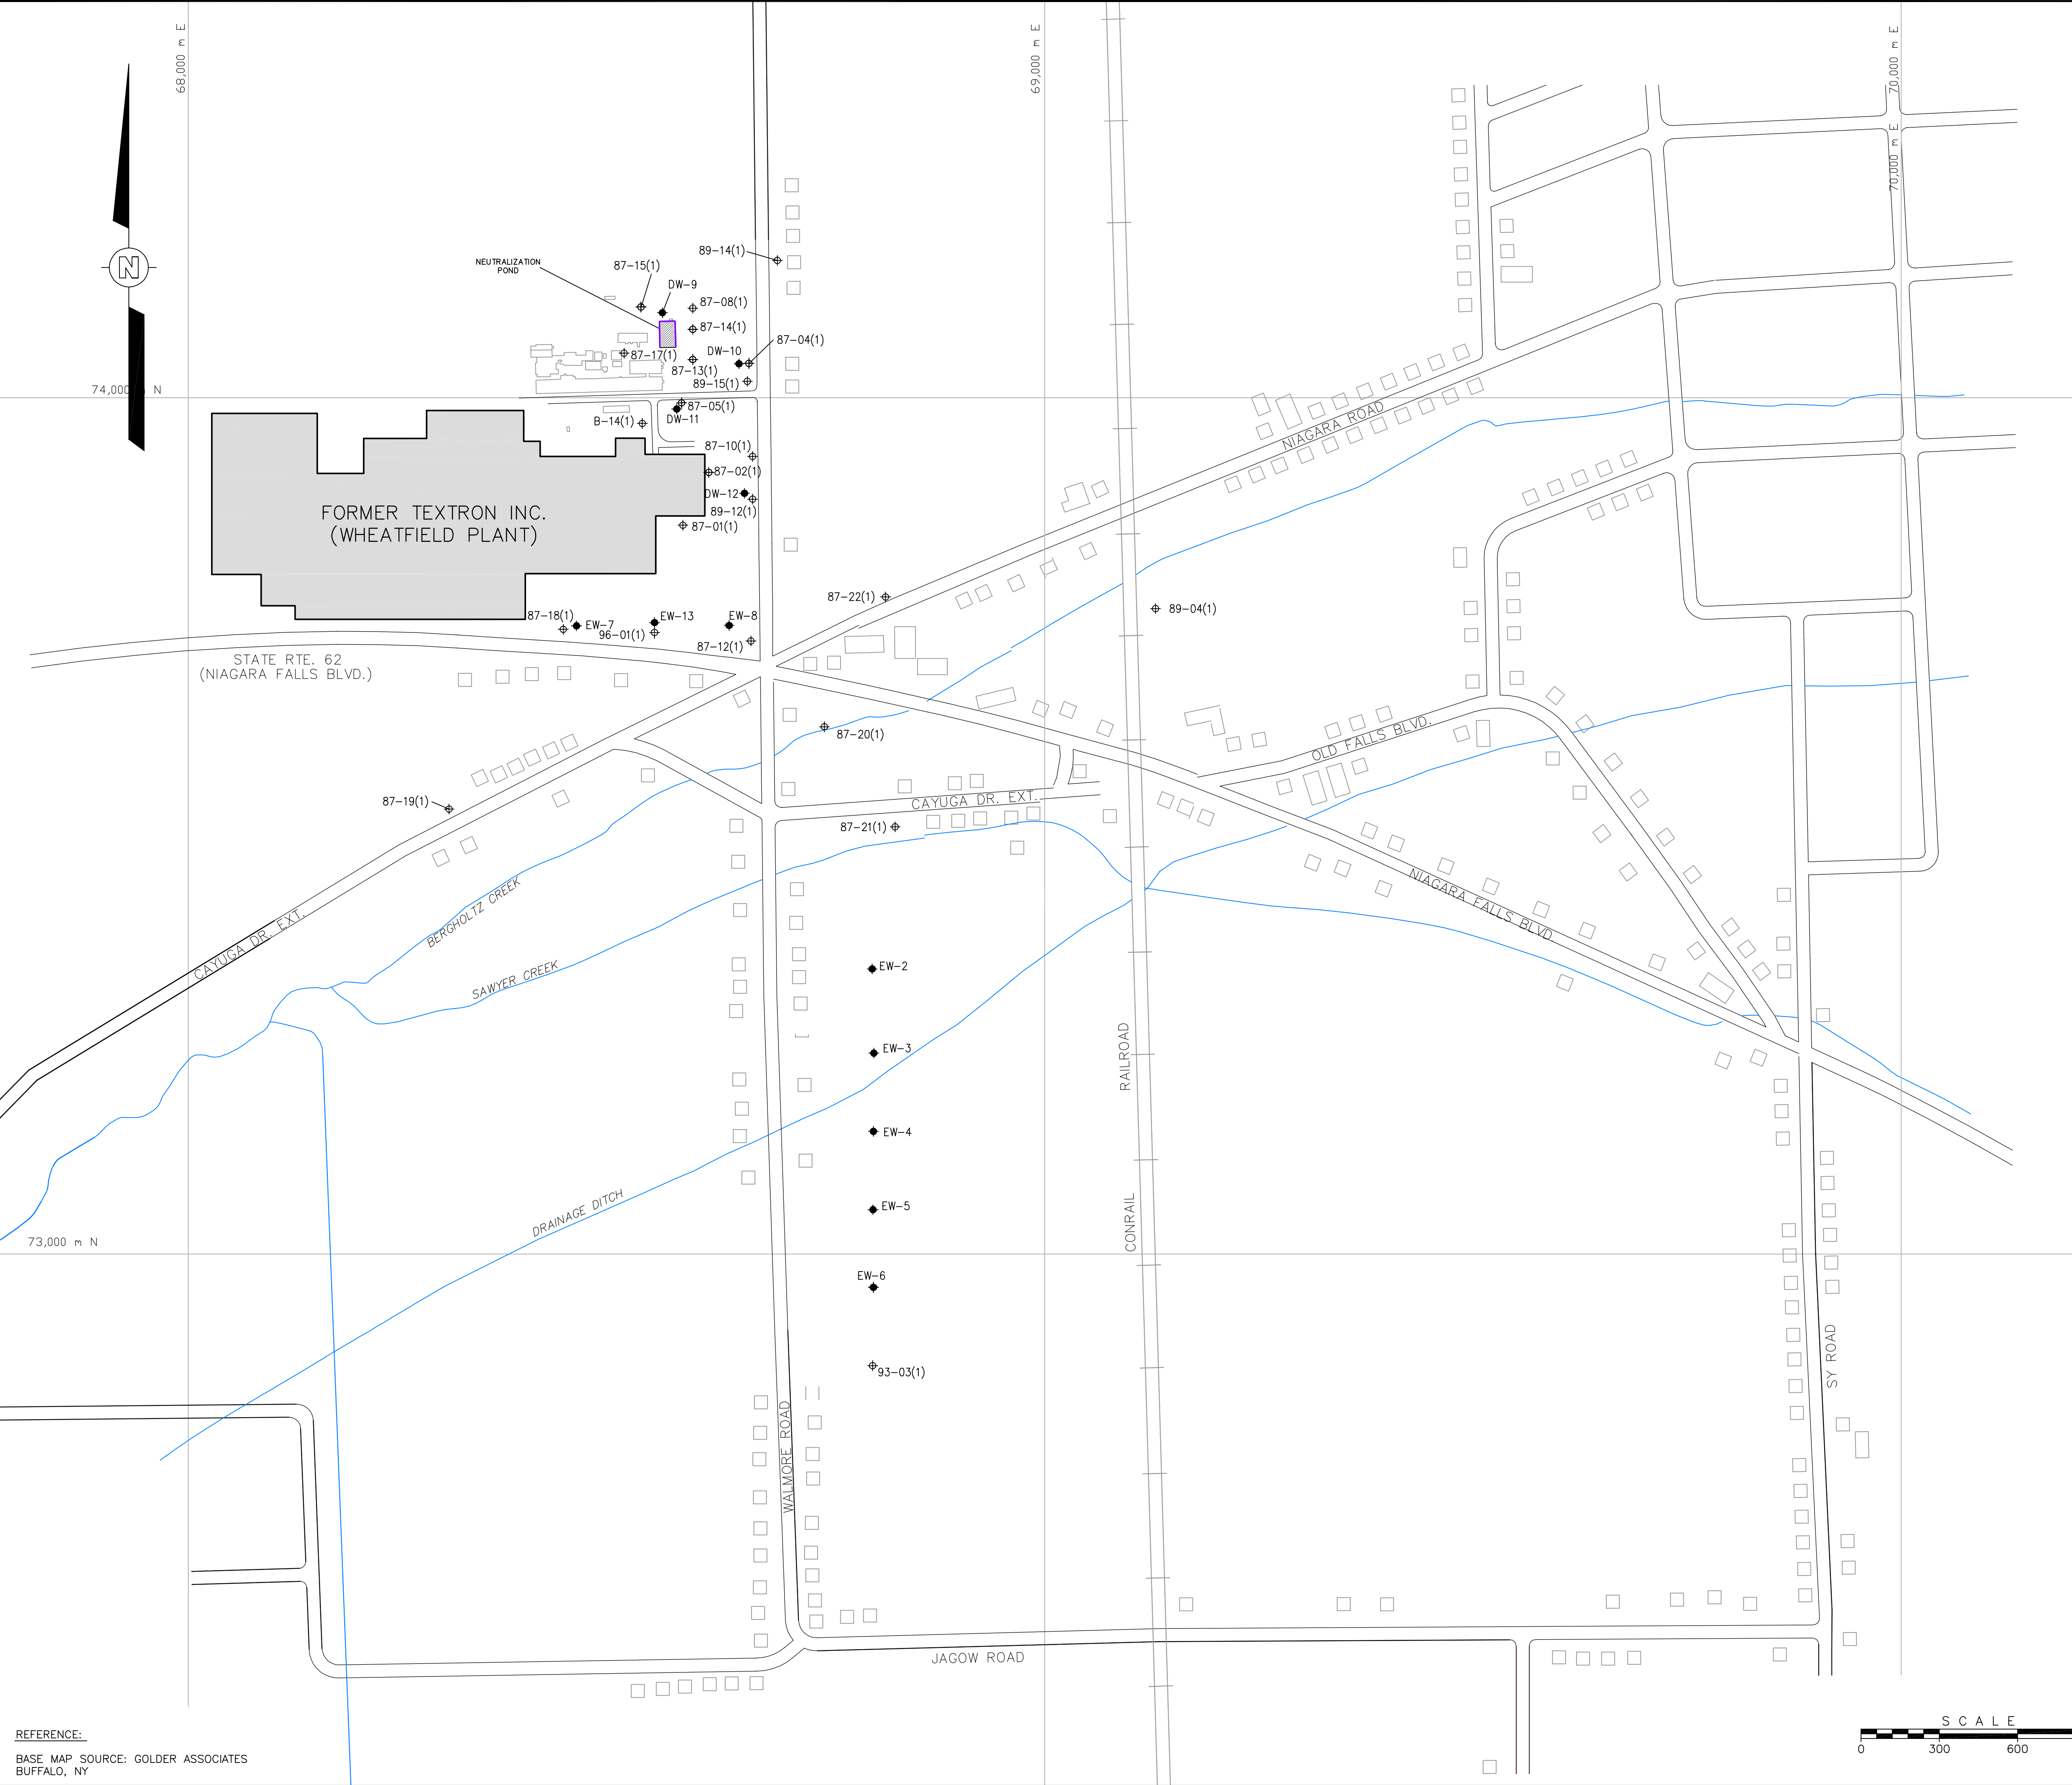 68,000 m E
69,000 m E
70,000 m E
70,000 m E
N
89-14(1)
NEUTRALIZATION
POND
87-15(1)
DW-9
87-08(1)
87-14(1)
87-04(1)
DW-10
87-17(1)
87-13(1)
89-15(1)
74,000 m N
87-05(1)
DW-11
B-14(1)
NIAGARA ROAD
87-10(1)
87-02(1)
DW-12
89-12(1)
87-01(1)
FORMER TEXTRON INC.
(WHEATFIELD PLANT)
87-22(1)
89-04(1)
87-18(1)
EW-7
EW-13
EW-8
96-01(1)
87-12(1)
STATE RTE. 62
(NIAGARA FALLS BLVD.)
87-20(1)
OLD FALLS BLVD.
87-19(1)
CAYUGA DR. EXT.
87-21(1)
NIAGARA FALLS BLVD
BERGHOLTZ CREEK
CAYUGA DR. EXT.
SAWYER CREEK
EW-2
EW-3
RAILROAD
EW-4
DRAINAGE DITCH
EW-5
CONRAIL
73,000 m N
EW-6
93-03(1)
SY ROAD
WALMORE ROAD
JAGOW ROAD
REFERENCE:
BASE MAP SOURCE: GOLDER ASSOCIATES
BUFFALO, NY
SCALE
0 300 600